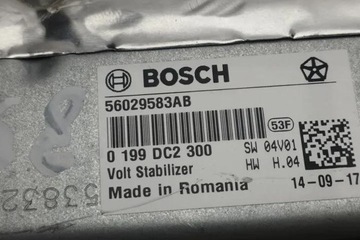 BOSCH
56029583AB
53F
0 199 DC2 300 SW 04V01
Volt Stabilizer HW H.04
Made in Romania 14-09-17